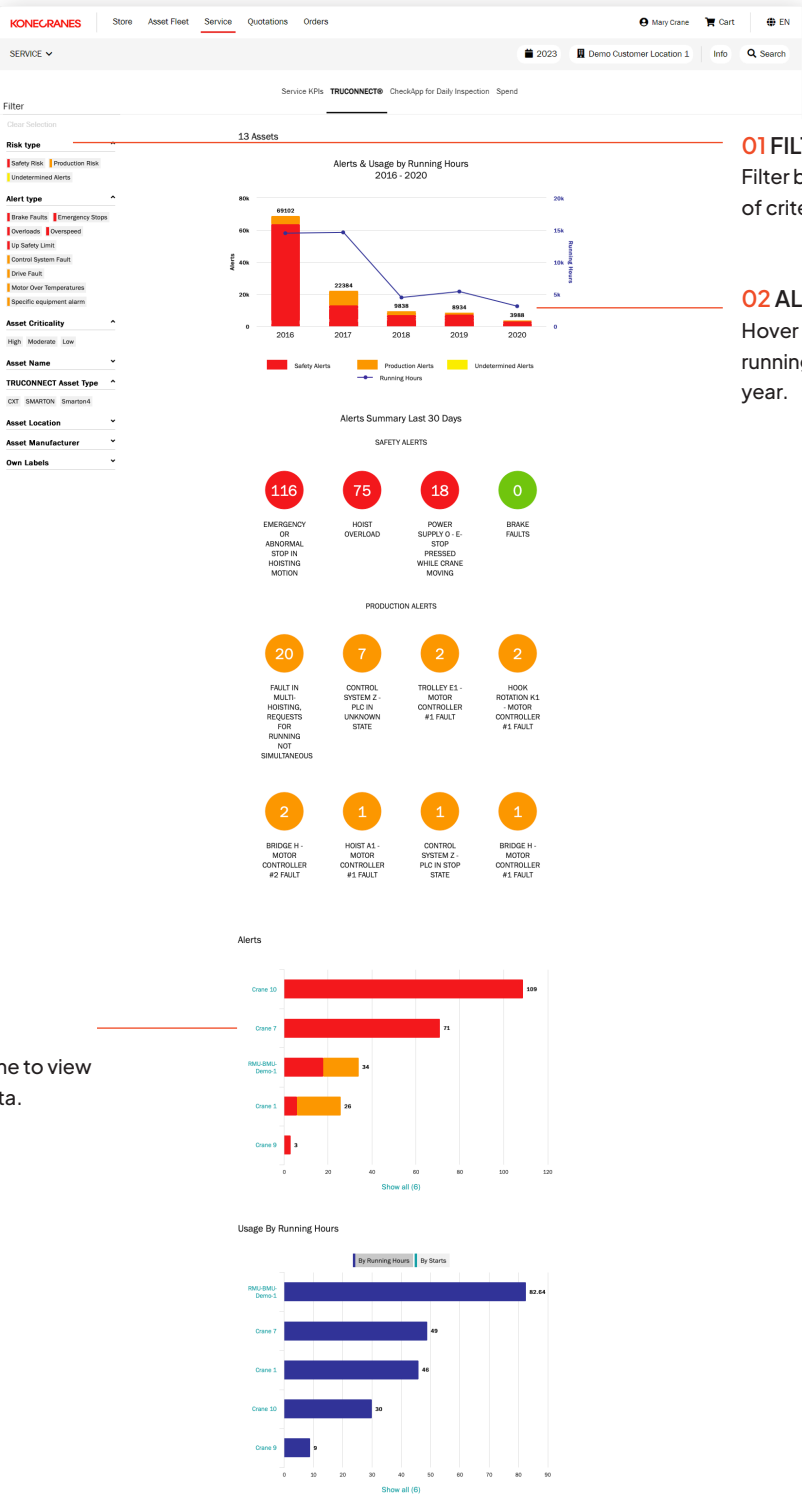 KONECRANES
Store Asset Fleet Service Quotations Orders
Mary Crane Cart EN
SERVICE
2023 Demo Customer Location 1 Info Search
Service KPIs TRUCONNECT® CheckApp for Daily Inspection Spend
Filter
Clear Selection
Risk type
Safety Risk Production Risk
Undetermined Alerts
Alert type
Brake Faults Emergency Stops
Overloads Overspeed
Up Safety Limit
Control System Fault
Drive Fault
Motor Over Temperatures
Specific equipment alarm
Asset Criticality
High Moderate Low
Asset Name
TRUCONNECT Asset Type
CXT SMARTON Smarton4
Asset Location
Asset Manufacturer
Own Labels
13 Assets
Alerts & Usage by Running Hours
2016 - 2020
80k
60k
40k
20k
0
Alerts
69102
22384
9838
8934
3988
20k
15k
10k
5k
0
Running Hours
2016 2017 2018 2019 2020
Safety Alerts Production Alerts Undetermined Alerts
Running Hours
01 FIL
Filter b
of crite
02 AL
Hover
running
year.
Alerts Summary Last 30 Days
SAFETY ALERTS
116 75 18 0
EMERGENCY
OR
ABNORMAL
STOP IN
HOISTING
MOTION
HOIST
OVERLOAD
POWER
SUPPLY 0 - E-
STOP
PRESSED
WHILE CRANE
MOVING
BRAKE
FAULTS
PRODUCTION ALERTS
20 7 2 2
FAULT IN
MULTI-
HOISTING,
REQUESTS
FOR
RUNNING
NOT
SIMULTANEOUS
CONTROL
SYSTEM Z -
PLC IN
UNKNOWN
STATE
TROLLEY E1 -
MOTOR
CONTROLLER
#1 FAULT
HOOK
ROTATION K1
- MOTOR
CONTROLLER
#1 FAULT
2 1 1 1
BRIDGE H -
MOTOR
CONTROLLER
#2 FAULT
HOIST A1 -
MOTOR
CONTROLLER
#1 FAULT
CONTROL
SYSTEM Z -
PLC IN STOP
STATE
BRIDGE H -
MOTOR
CONTROLLER
#1 FAULT
Alerts
Crane 10 109
Crane 7 71
RMU-BMU-
Demo-1 34
Crane 1 26
Crane 9 3
0 20 40 60 80 100 120
Show all (6)
ne to view
ta.
Usage By Running Hours
By Running Hours By Starts
RMU-BMU-
Demo-1 82.64
Crane 7 49
Crane 1 46
Crane 10 30
Crane 9 9
0 10 20 30 40 50 60 70 80 90
Show all (6)